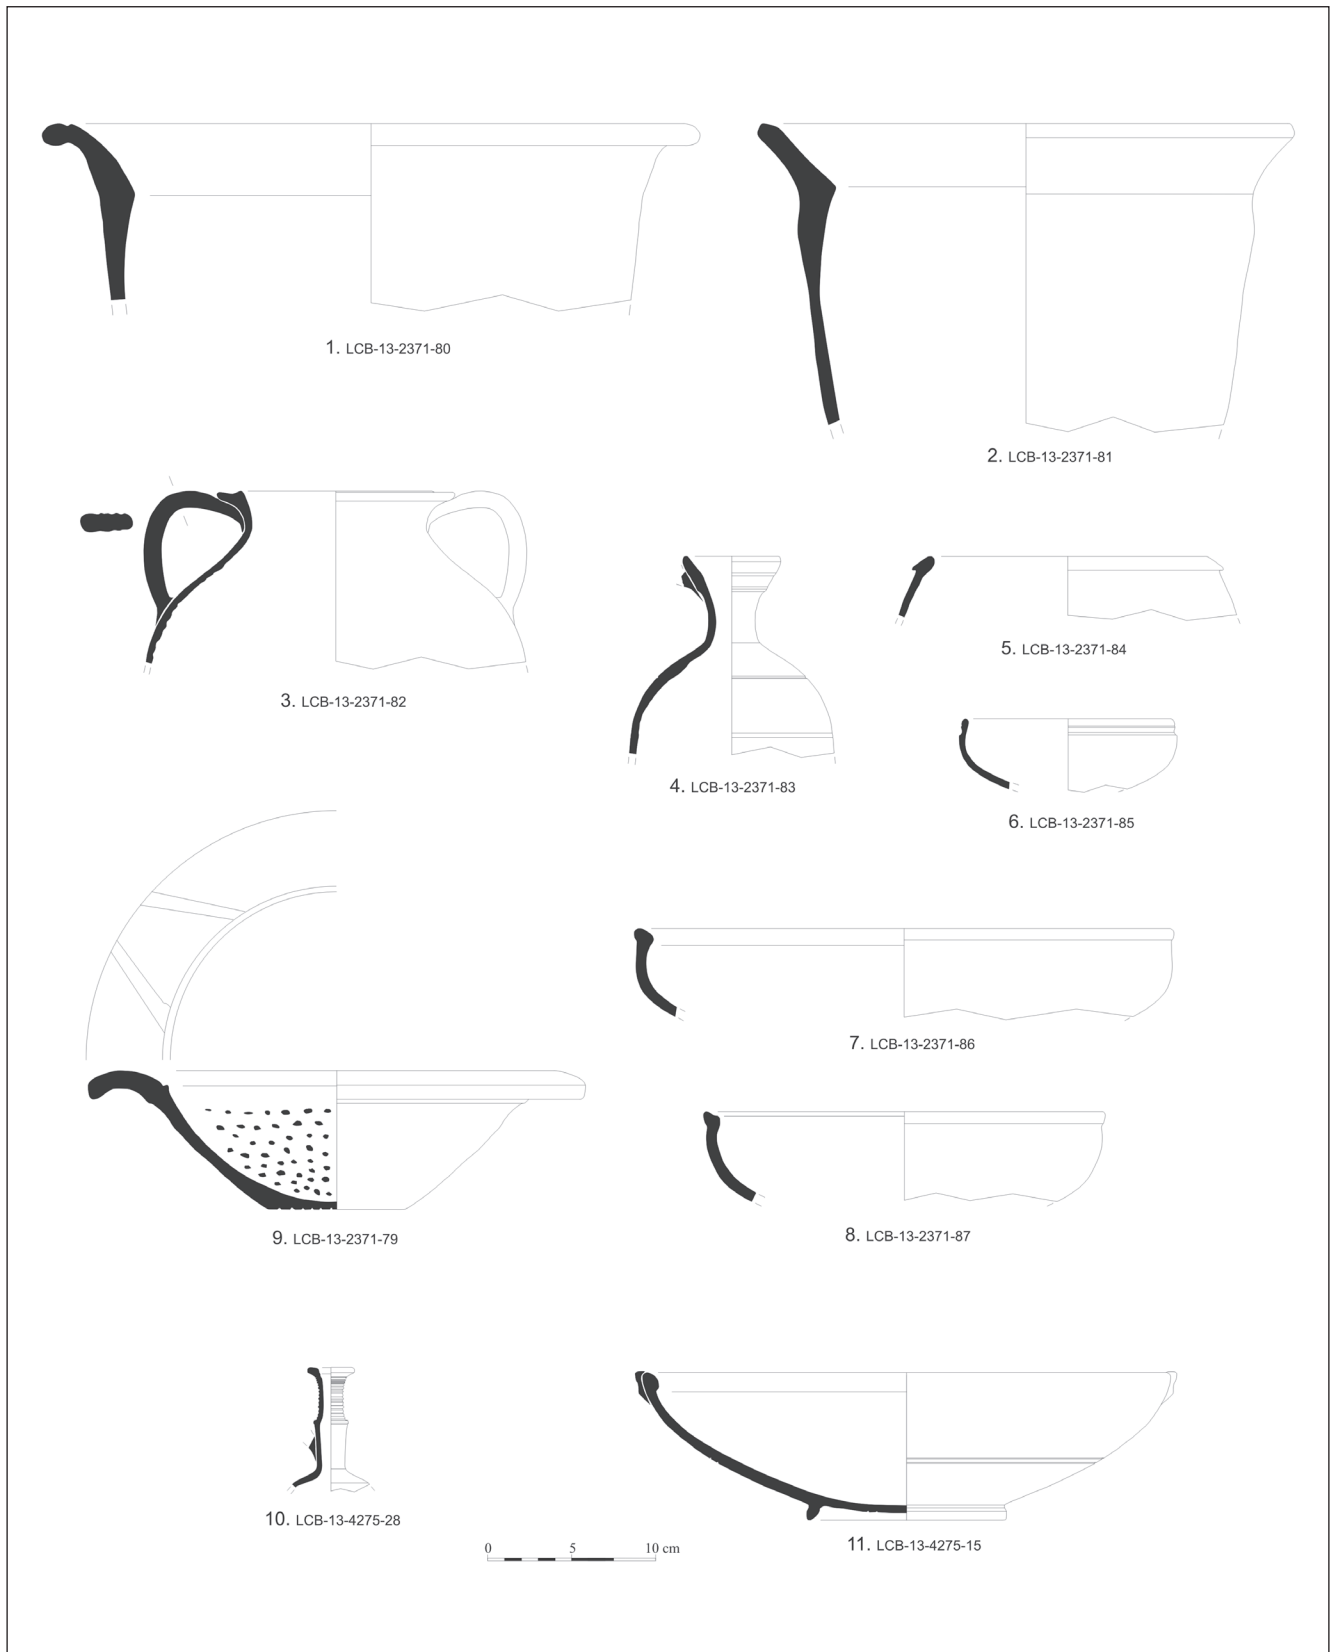 1. LCB-13-2371-80
2. LCB-13-2371-81
3. LCB-13-2371-82
4. LCB-13-2371-83
5. LCB-13-2371-84
6. LCB-13-2371-85
7. LCB-13-2371-86
8. LCB-13-2371-87
9. LCB-13-2371-79
10. LCB-13-4275-28
11. LCB-13-4275-15
0 5 10 cm